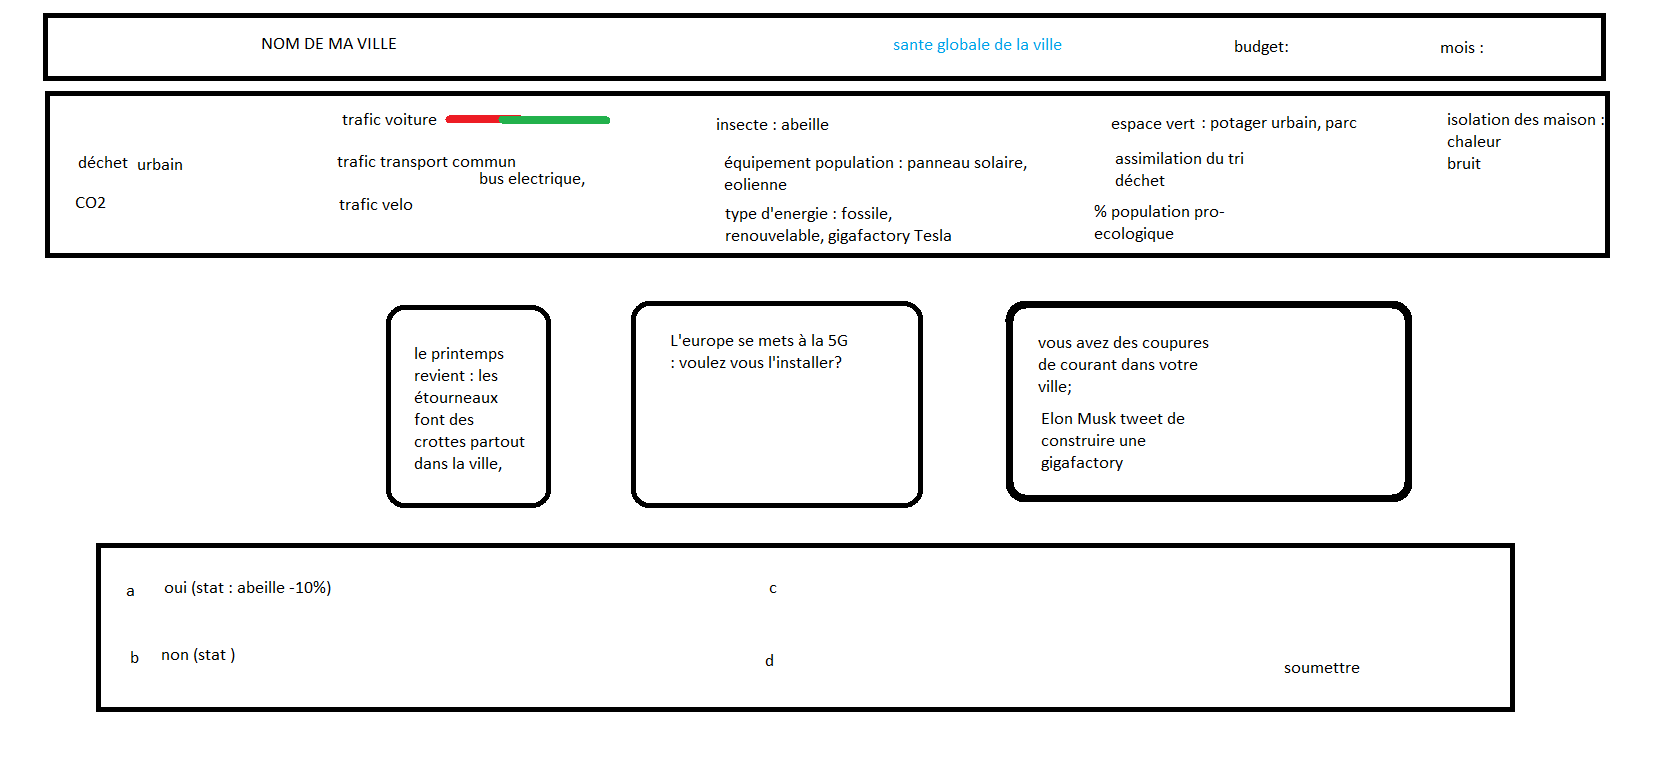 NOM DE MA VILLE
sante globale de la ville
budget:
mois :
déchet urbain
CO2
trafic voiture
trafic transport commun
bus electrique,
trafic velo
insecte : abeille
équipement population : panneau solaire,
eolienne
type d'energie : fossile,
renouvelable, gigafactory Tesla
espace vert : potager urbain, parc
assimilation du tri
déchet
% population pro-
ecologique
isolation des maison :
chaleur
bruit
le printemps
revient : les
étourneaux
font des
crottes partout
dans la ville,
L'europe se mets à la 5G
: voulez vous l'installer?
vous avez des coupures
de courant dans votre
ville;
Elon Musk tweet de
construire une
gigafactory
a oui (stat : abeille -10%)
b non (stat )
c
d
soumettre